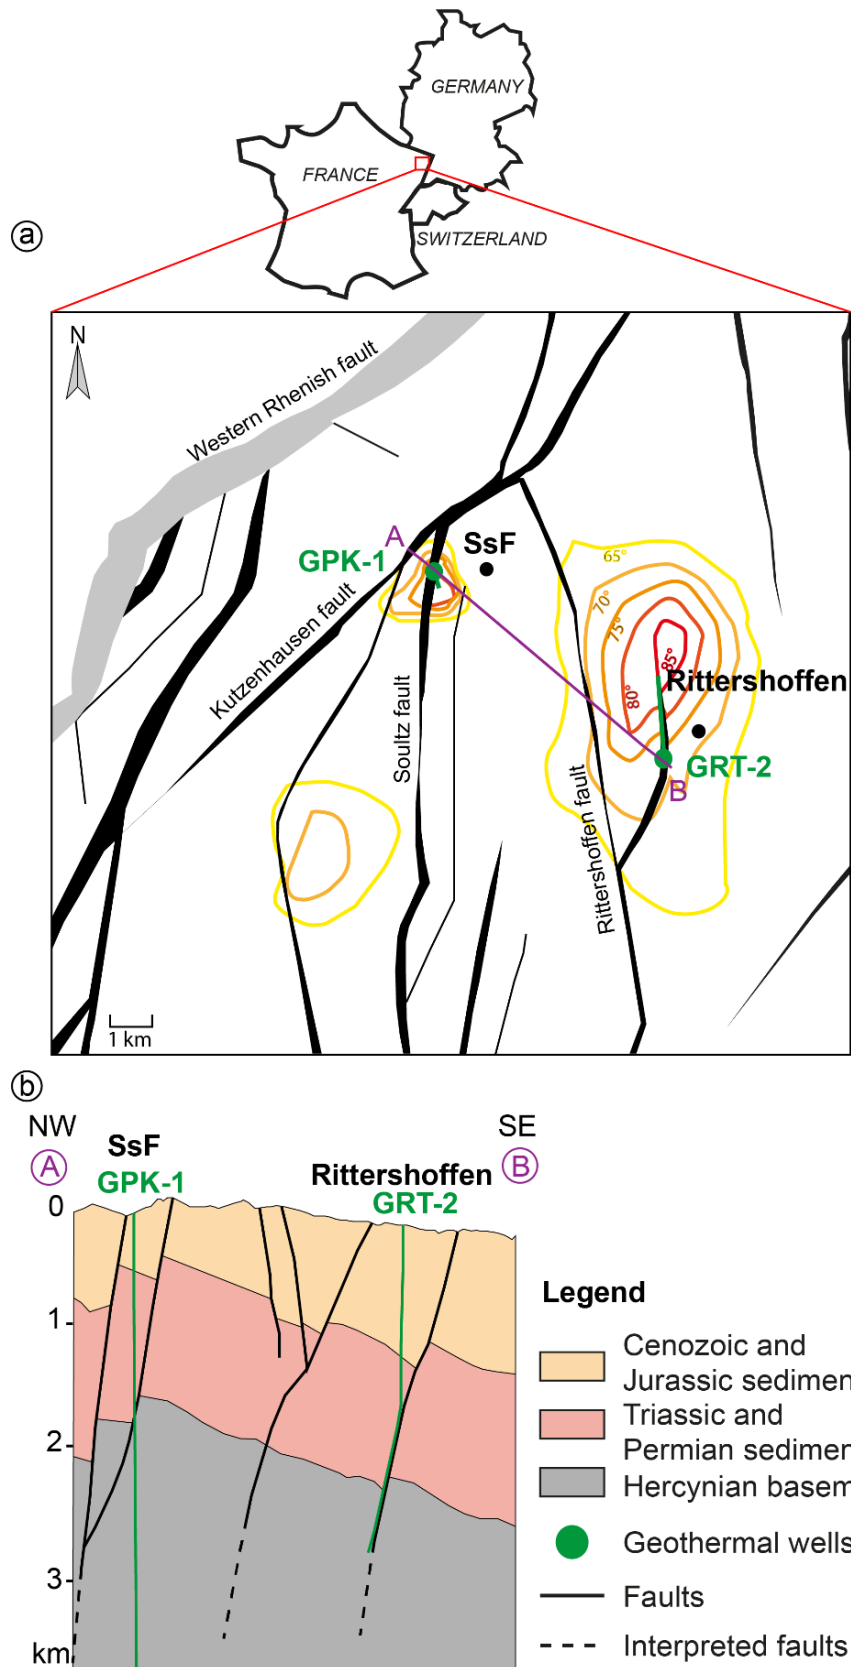 GERMANY
FRANCE
SWITZERLAND
a
N
Western Rhenish fault
A
SsF
GPK-1
Kutzenhausen fault
Soultz fault
65°
70°
75°
80°
85°
Rittershoffen
GRT-2
B
Rittershoffen fault
1 km
b
NW
SE
A
SsF
GPK-1
Rittershoffen
GRT-2
B
0
1
2
3
km
Legend
Cenozoic and
Jurassic sedimen
Triassic and
Permian sedimen
Hercynian basem
Geothermal wells
Faults
Interpreted faults